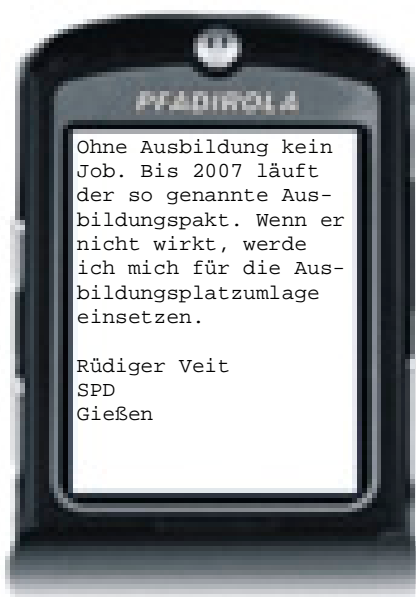 PFADIROLA
Ohne Ausbildung kein
Job. Bis 2007 läuft
der so genannte Aus-
bildungspakt. Wenn er
nicht wirkt, werde
ich mich für die Aus-
bildungsplatzumlage
einsetzen.
Rüdiger Veit
SPD
Gießen